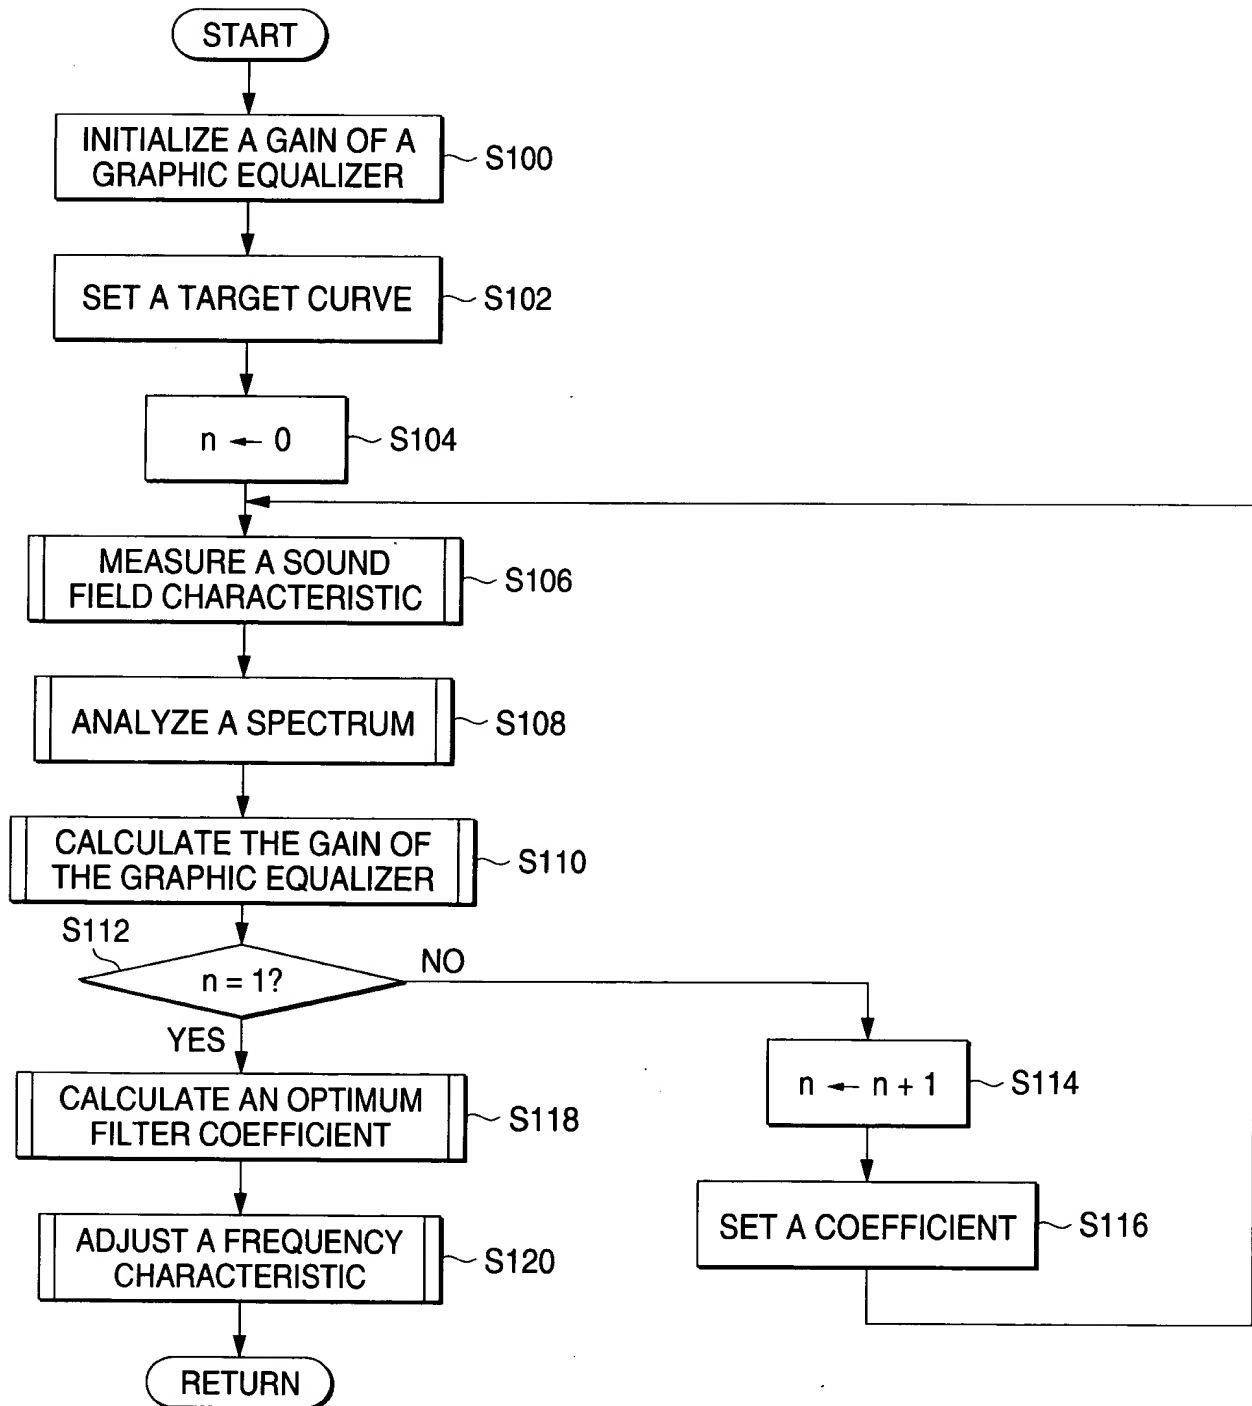 START
INITIALIZE A GAIN OF A
GRAPHIC EQUALIZER
S100
SET A TARGET CURVE
S102
n ← 0
S104
MEASURE A SOUND
FIELD CHARACTERISTIC
S106
ANALYZE A SPECTRUM
S108
CALCULATE THE GAIN OF
THE GRAPHIC EQUALIZER
S110
S112
n = 1?
NO
YES
n ← n + 1
S114
SET A COEFFICIENT
S116
CALCULATE AN OPTIMUM
FILTER COEFFICIENT
S118
ADJUST A FREQUENCY
CHARACTERISTIC
S120
RETURN